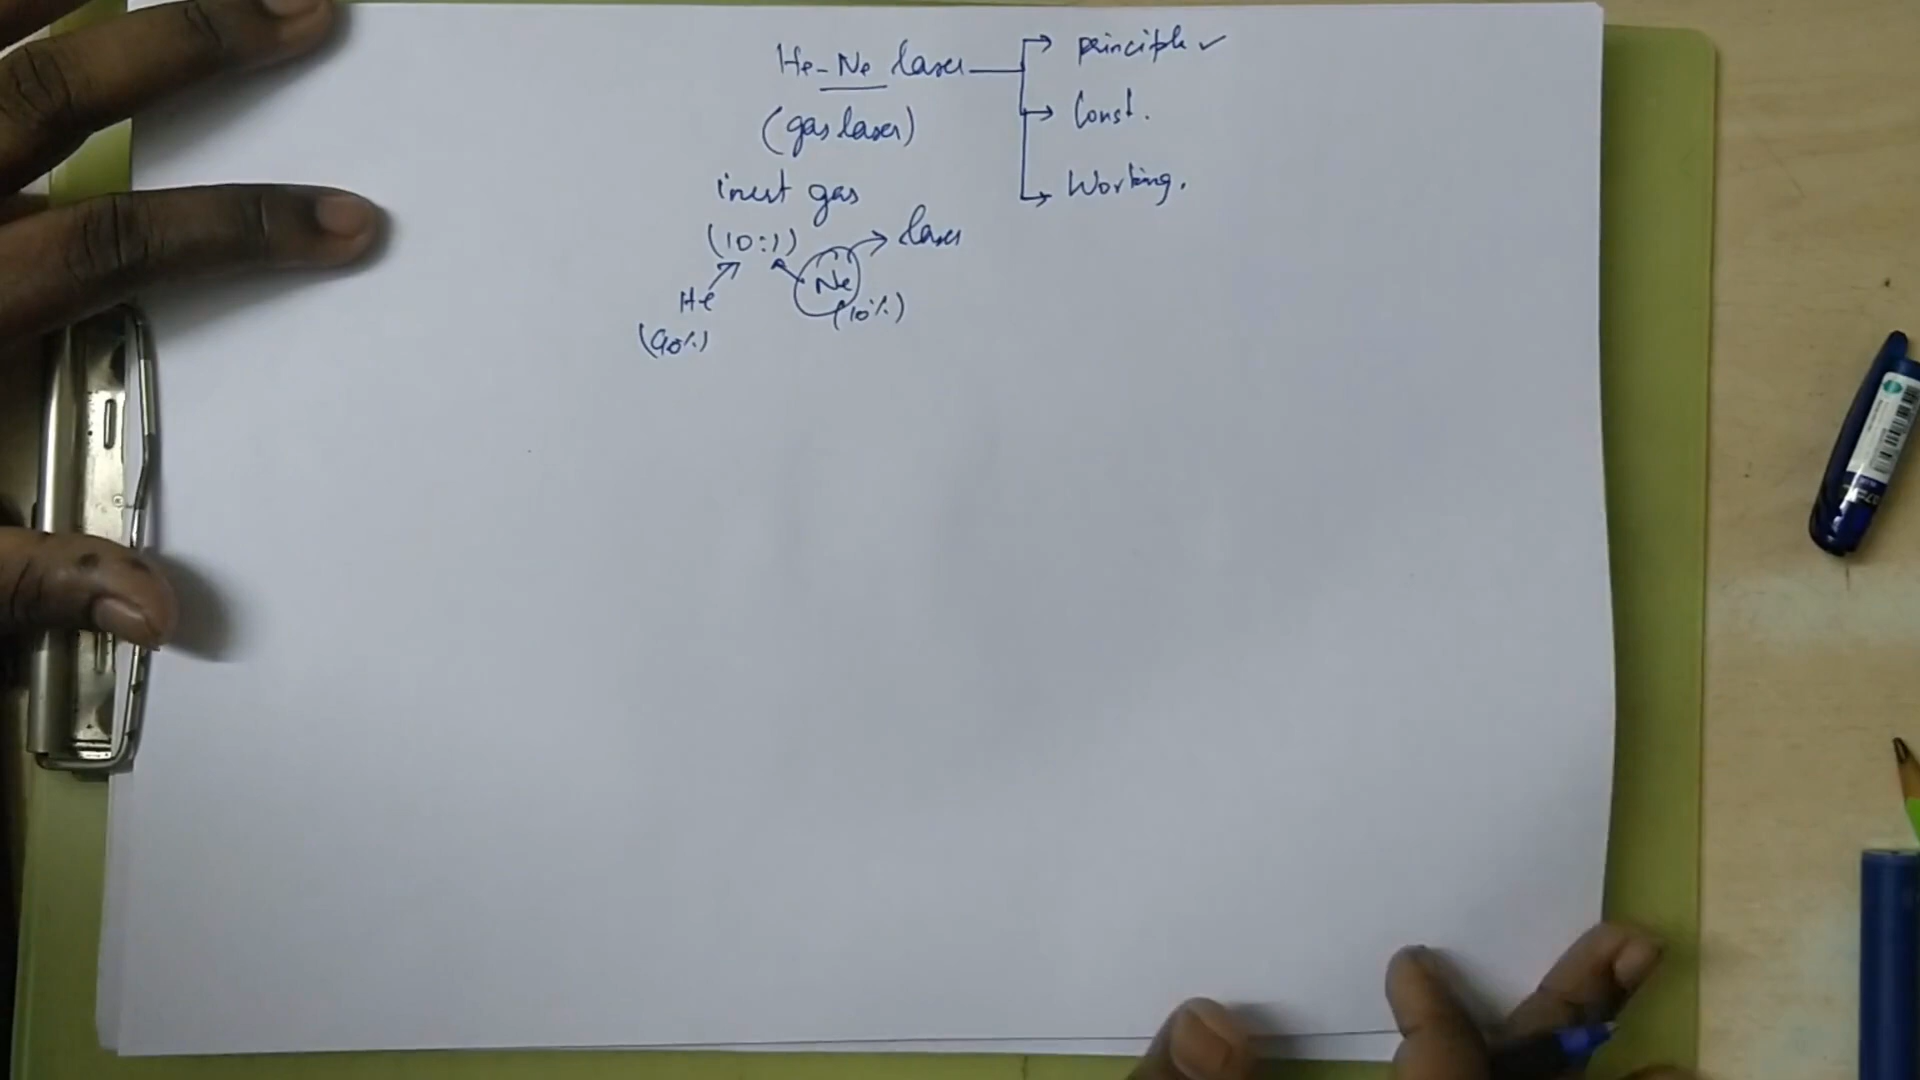 He-Ne laser
principle ✓
(gas laser)
Const.
inert gas
Working.
(10:1)
laser
He
Ne
(90%)
(10%)